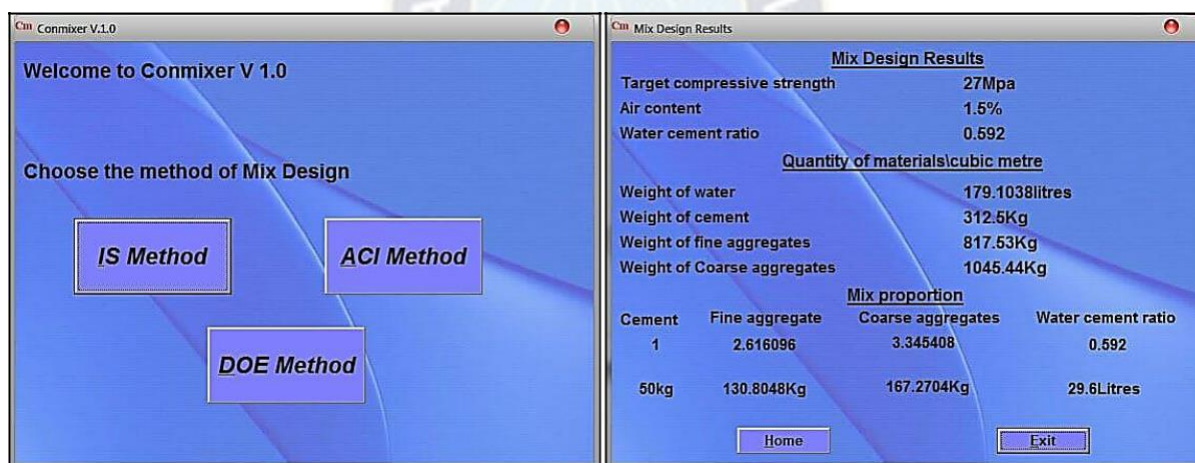 Cm Conmixer V.1.0
Welcome to Conmixer V 1.0
Choose the method of Mix Design
IS Method
ACI Method
DOE Method
Cm Mix Design Results
Mix Design Results
Target compressive strength 27Mpa
Air content 1.5%
Water cement ratio 0.592
Quantity of materials\cubic metre
Weight of water 179.1038litres
Weight of cement 312.5Kg
Weight of fine aggregates 817.53Kg
Weight of Coarse aggregates 1045.44Kg
Mix proportion
Cement Fine aggregate Coarse aggregates Water cement ratio
1 2.616096 3.345408 0.592
50kg 130.8048Kg 167.2704Kg 29.6Litres
Home Exit